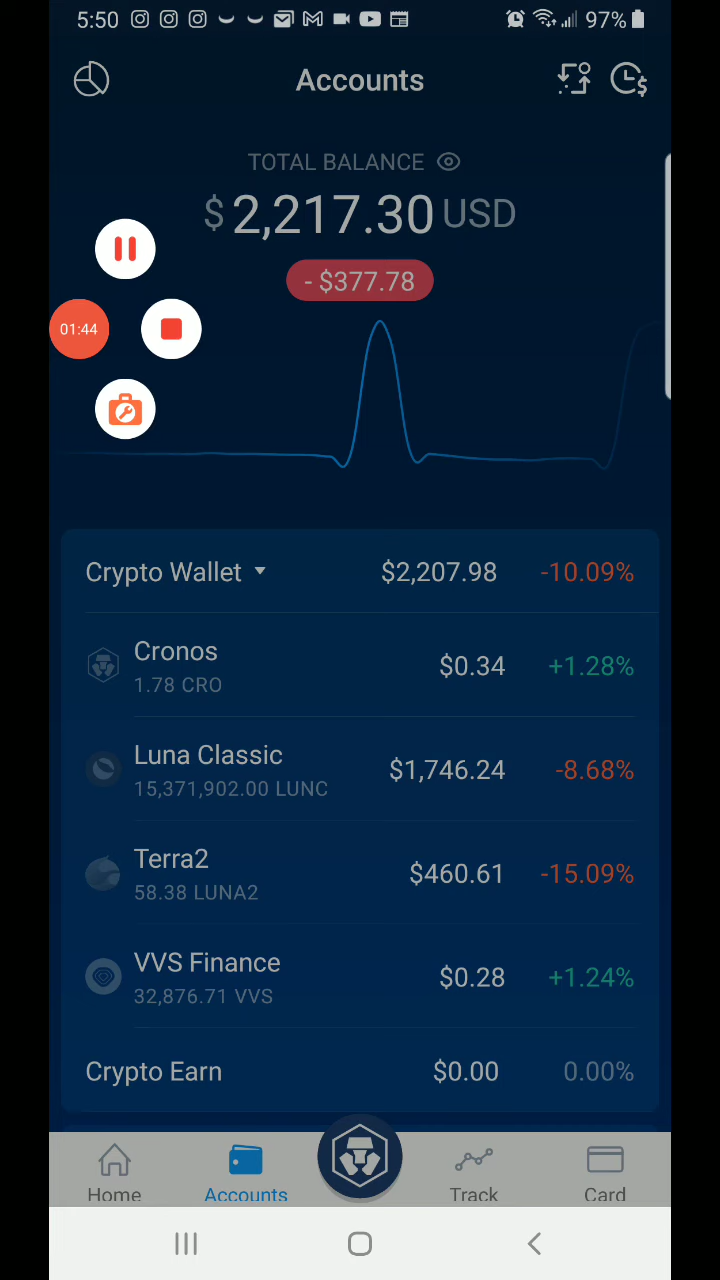 5:50 97%
Accounts
TOTAL BALANCE
$ 2,217.30 USD
- $377.78
01:44
Crypto Wallet $2,207.98 -10.09%
Cronos
1.78 CRO
$0.34 +1.28%
Luna Classic
15,371,902.00 LUNC
$1,746.24 -8.68%
Terra2
58.38 LUNA2
$460.61 -15.09%
VVS Finance
32,876.71 VVS
$0.28 +1.24%
Crypto Earn $0.00 0.00%
Home Accounts Track Card